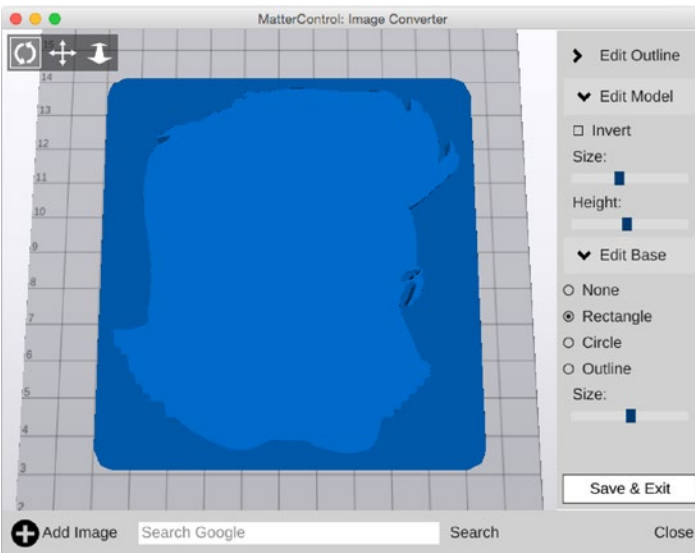 MatterControl: Image Converter
Edit Outline
Edit Model
Invert
Size:
Height:
Edit Base
None
Rectangle
Circle
Outline
Size:
Save & Exit
15
14
13
12
11
10
9
8
7
6
5
4
3
2
Add Image
Search Google
Search
Close